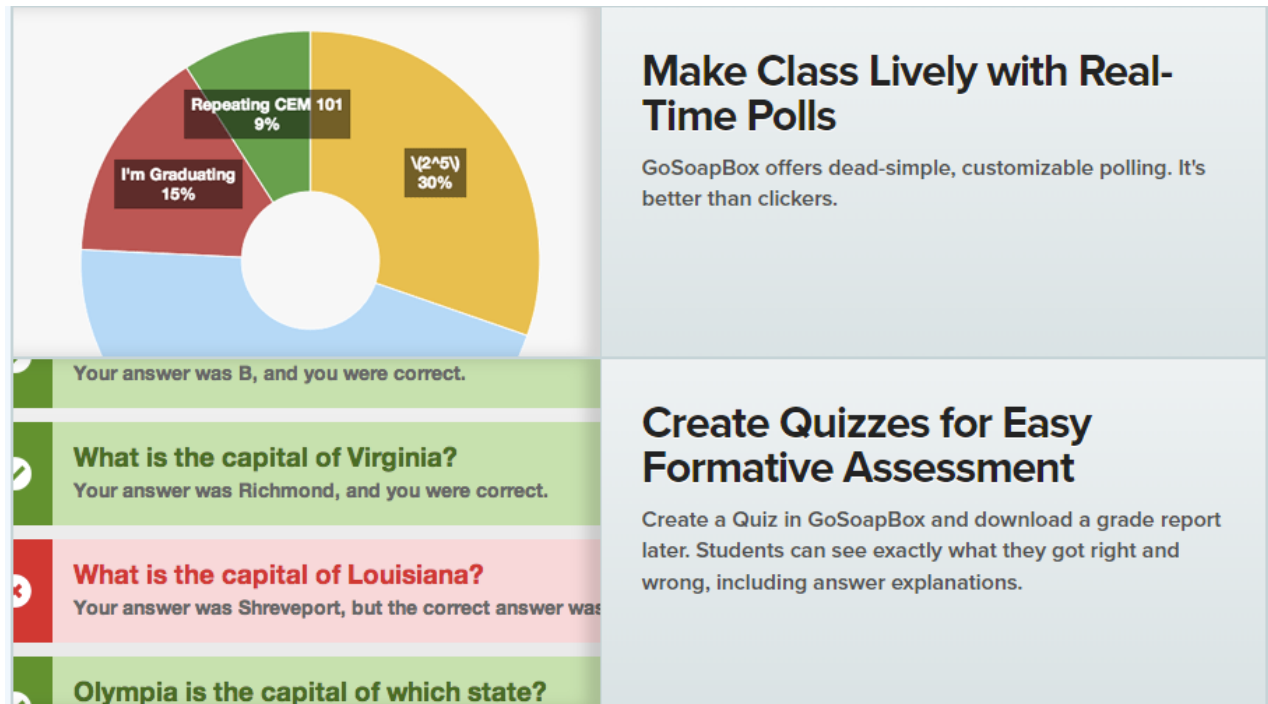 Repeating CEM 101
9%
I'm Graduating
15%
\(2^5\)
30%
Make Class Lively with Real-
Time Polls
GoSoapBox offers dead-simple, customizable polling. It's
better than clickers.
Your answer was B, and you were correct.
What is the capital of Virginia?
Your answer was Richmond, and you were correct.
What is the capital of Louisiana?
Your answer was Shreveport, but the correct answer was
Olympia is the capital of which state?
Create Quizzes for Easy
Formative Assessment
Create a Quiz in GoSoapBox and download a grade report
later. Students can see exactly what they got right and
wrong, including answer explanations.